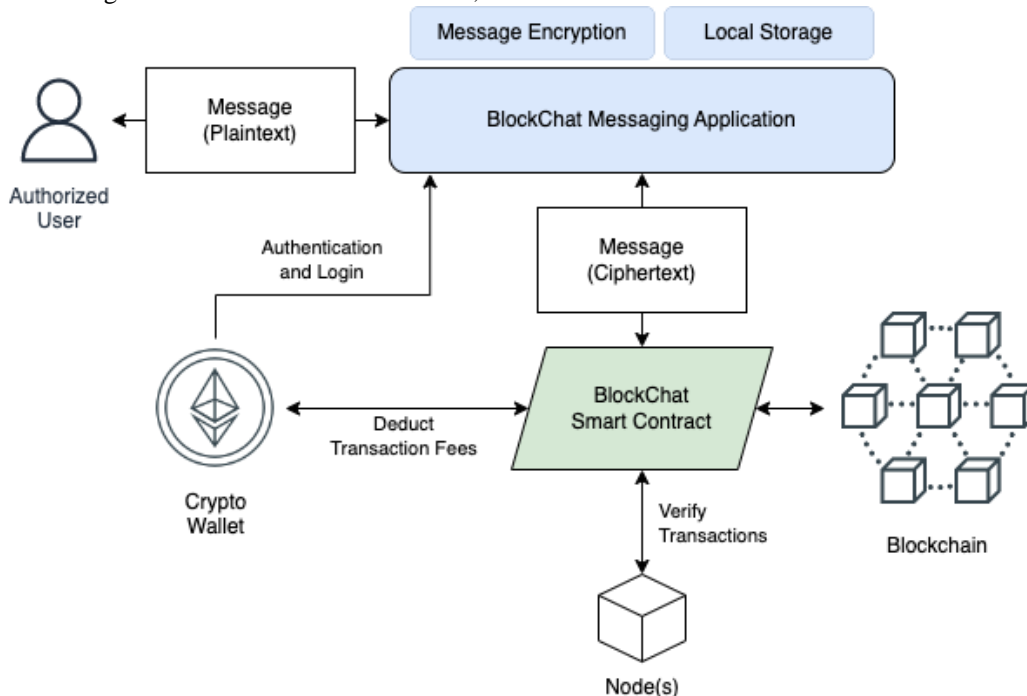 Message Encryption
Local Storage
Message
(Plaintext)
BlockChat Messaging Application
Authorized
User
Authentication
and Login
Message
(Ciphertext)
BlockChat
Smart Contract
Deduct
Transaction Fees
Crypto
Wallet
Verify
Transactions
Blockchain
Node(s)